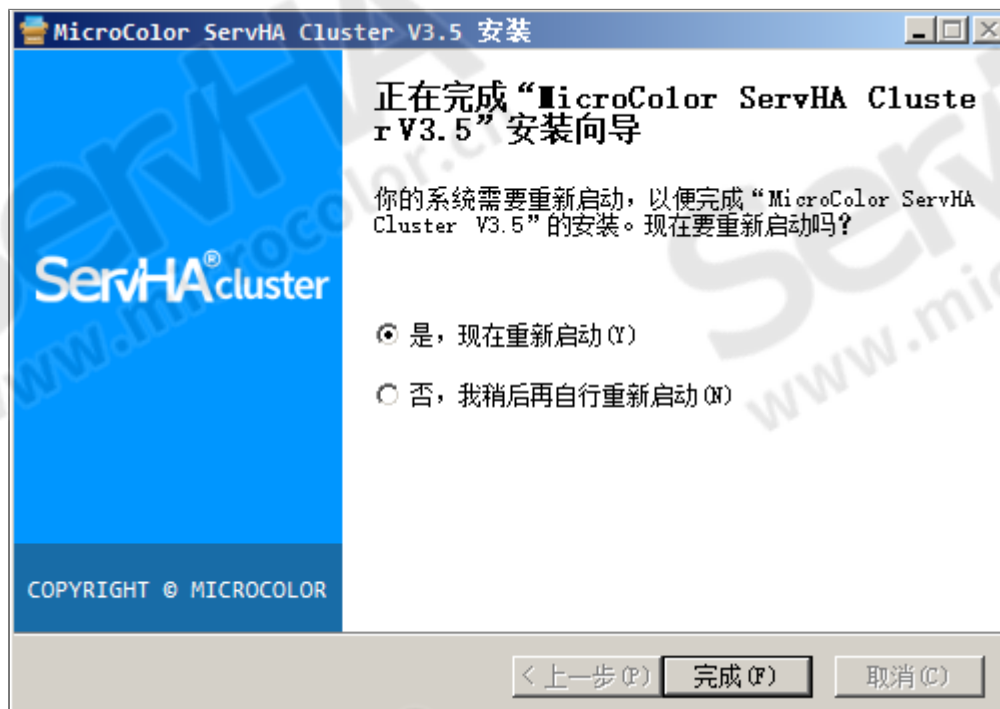 MicroColor ServHA Cluster V3.5 安装
正在完成“MicroColor ServHA Cluste
r V3.5”安装向导
你的系统需要重新启动，以便完成“MicroColor ServHA
Cluster V3.5”的安装。现在要重新启动吗？
ServHA®cluster
是，现在重新启动(Y)
否，我稍后再自行重新启动(N)
COPYRIGHT © MICROCOLOR
< 上一步(P)
完成(F)
取消(C)